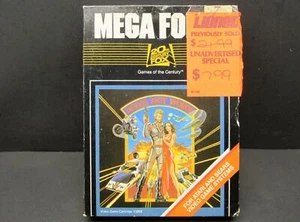 MEGA FO
20th
CENTURY
FOX
Games of the Century
Lionel
PREVIOUSLY SOLD
$21.99
UNADVERTISED
SPECIAL
$7.99
FOR ATARI AND SEARS
VIDEO GAME SYSTEMS